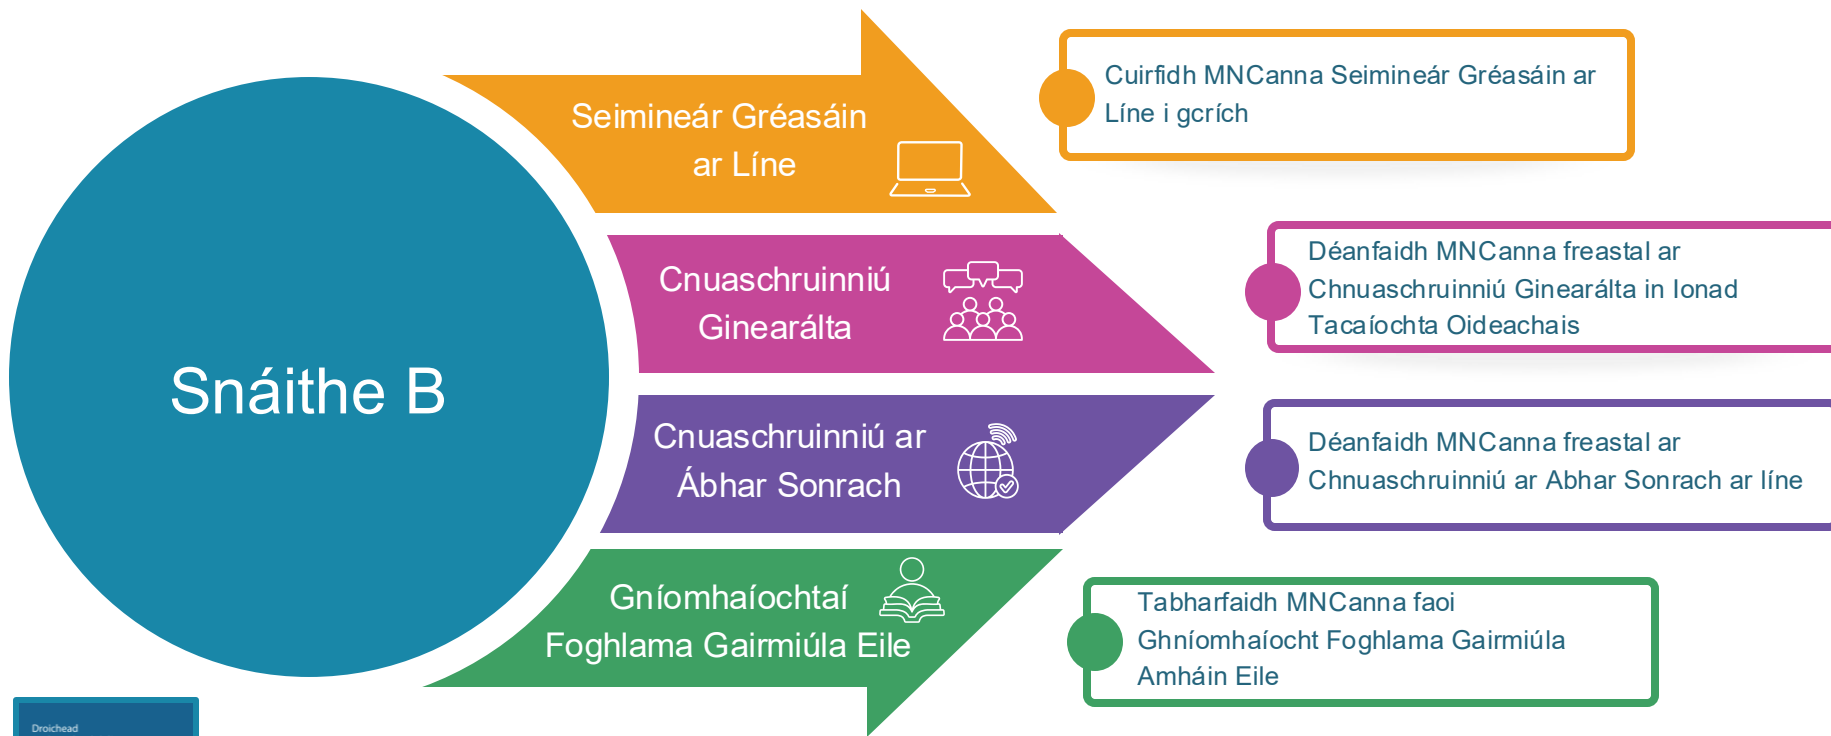 Snáithe B
Seimineár Gréasáin
ar Líne
Cuirfidh MNCanna Seimineár Gréasáin ar
Líne i gcrích
Cnuaschruinniú
Ginearálta
Déanfaidh MNCanna freastal ar
Chnuaschruinniú Ginearálta in Ionad
Tacaíochta Oideachais
Cnuaschruinniú ar
Ábhar Sonrach
Déanfaidh MNCanna freastal ar
Chnuaschruinniú ar Abhar Sonrach ar líne
Gníomhaíochtaí
Foghlama Gairmiúla Eile
Tabharfaidh MNCanna faoi
Ghníomhaíocht Foghlama Gairmiúla
Amháin Eile
Droichead